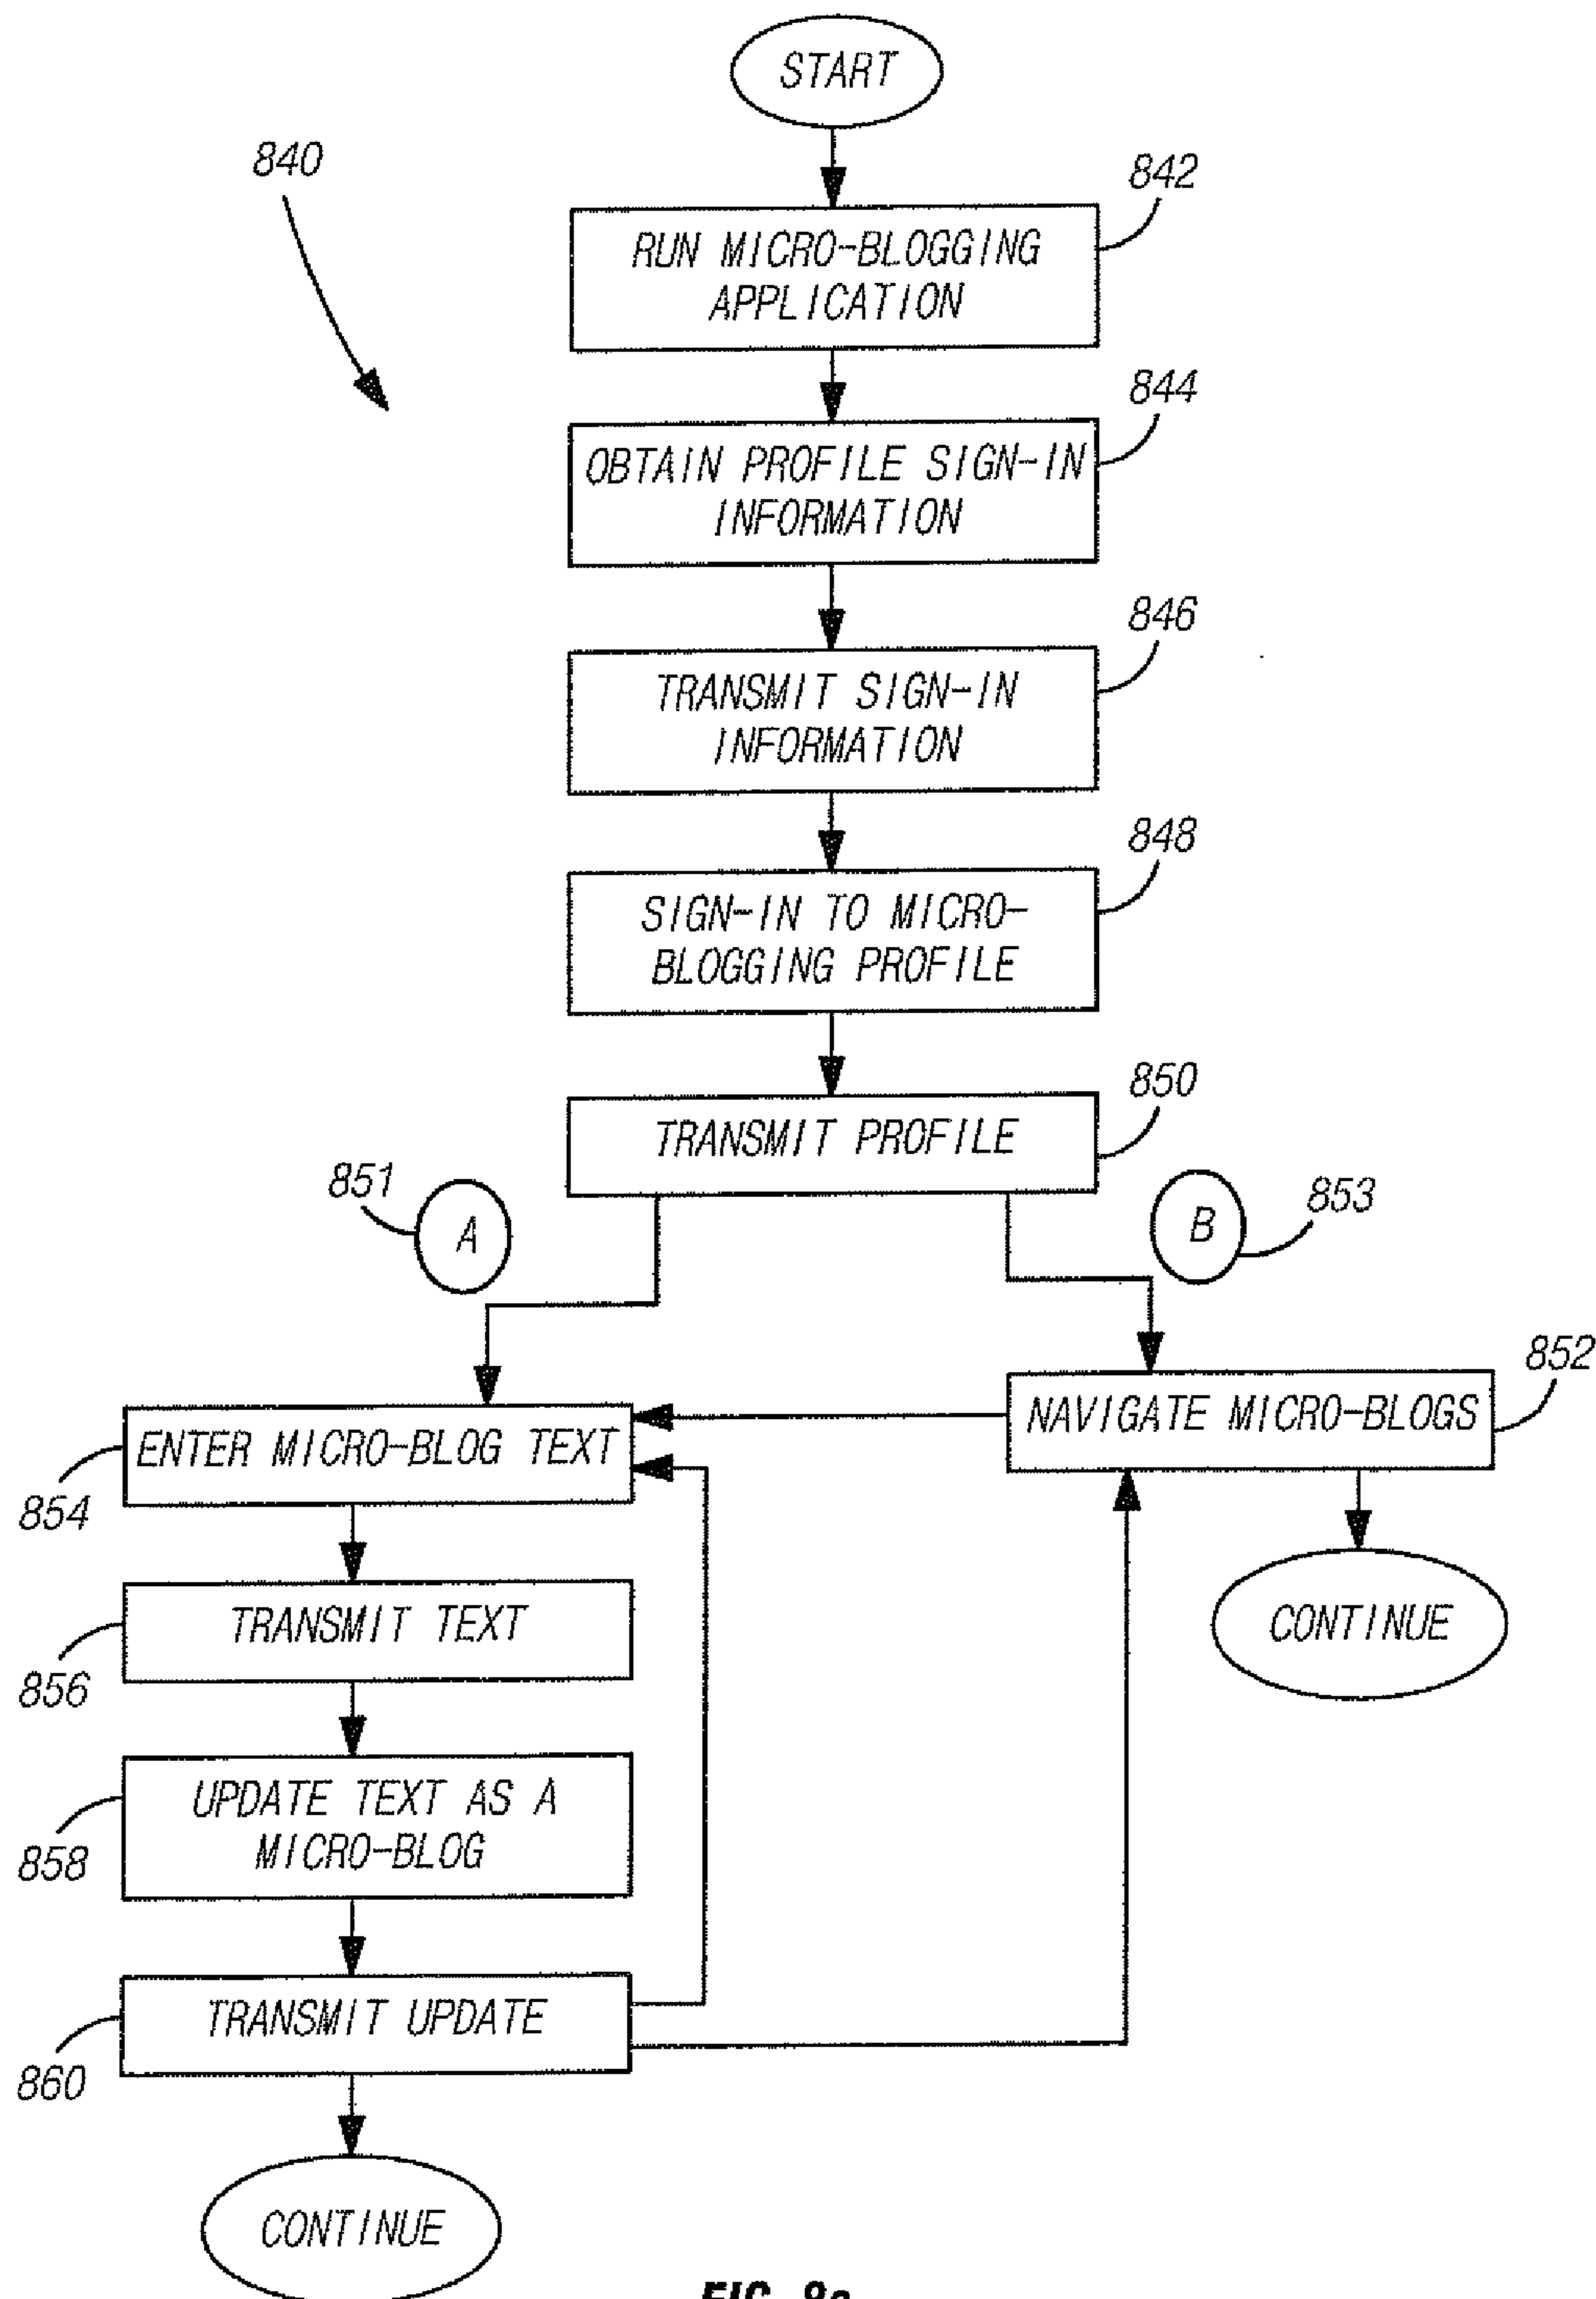 START
840
842
RUN MICRO-BLOGGING
APPLICATION
844
OBTAIN PROFILE SIGN-IN
INFORMATION
846
TRANSMIT SIGN-IN
INFORMATION
848
SIGN-IN TO MICRO-
BLOGGING PROFILE
850
TRANSMIT PROFILE
851
A
B
853
852
NAVIGATE MICRO-BLOGS
ENTER MICRO-BLOG TEXT
854
CONTINUE
TRANSMIT TEXT
856
UPDATE TEXT AS A
MICRO-BLOG
858
TRANSMIT UPDATE
860
CONTINUE